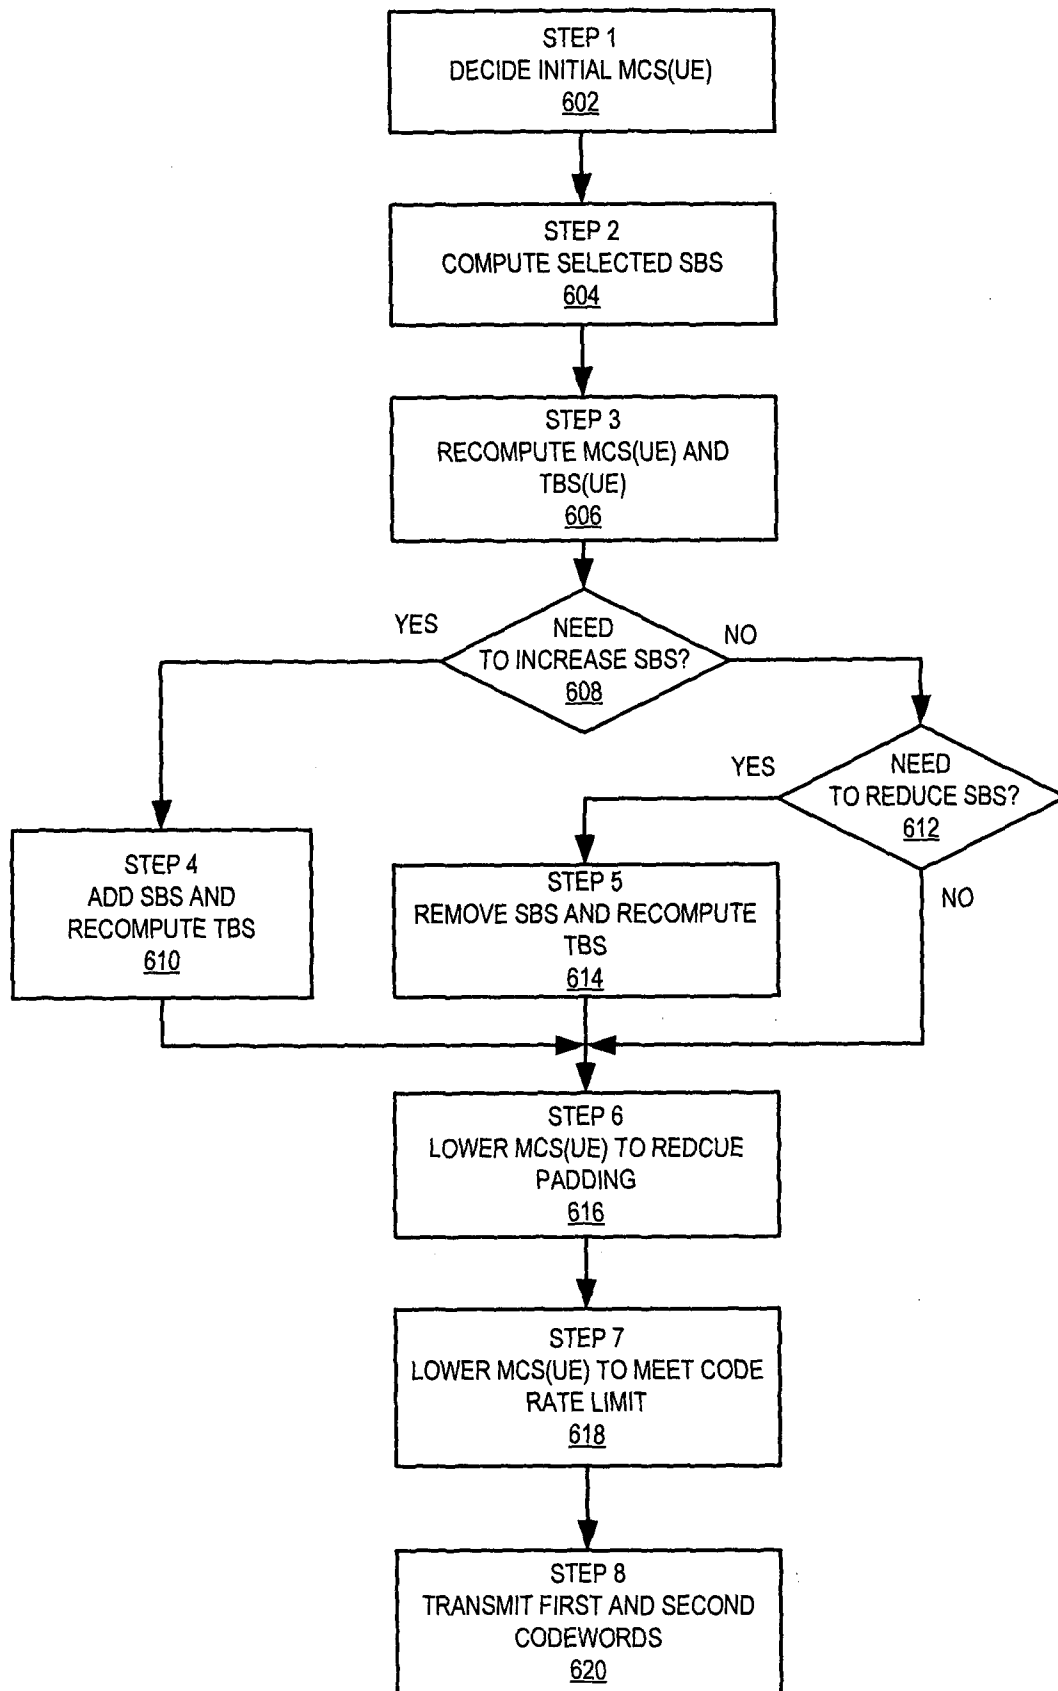 STEP 1
DECIDE INITIAL MCS(UE)
602
STEP 2
COMPUTE SELECTED SBS
604
STEP 3
RECOMPUTE MCS(UE) AND
TBS(UE)
606
YES
NEED
TO INCREASE SBS?
608
NO
YES
NEED
TO REDUCE SBS?
612
NO
STEP 4
ADD SBS AND
RECOMPUTE TBS
610
STEP 5
REMOVE SBS AND RECOMPUTE
TBS
614
STEP 6
LOWER MCS(UE) TO REDCUE
PADDING
616
STEP 7
LOWER MCS(UE) TO MEET CODE
RATE LIMIT
618
STEP 8
TRANSMIT FIRST AND SECOND
CODEWORDS
620